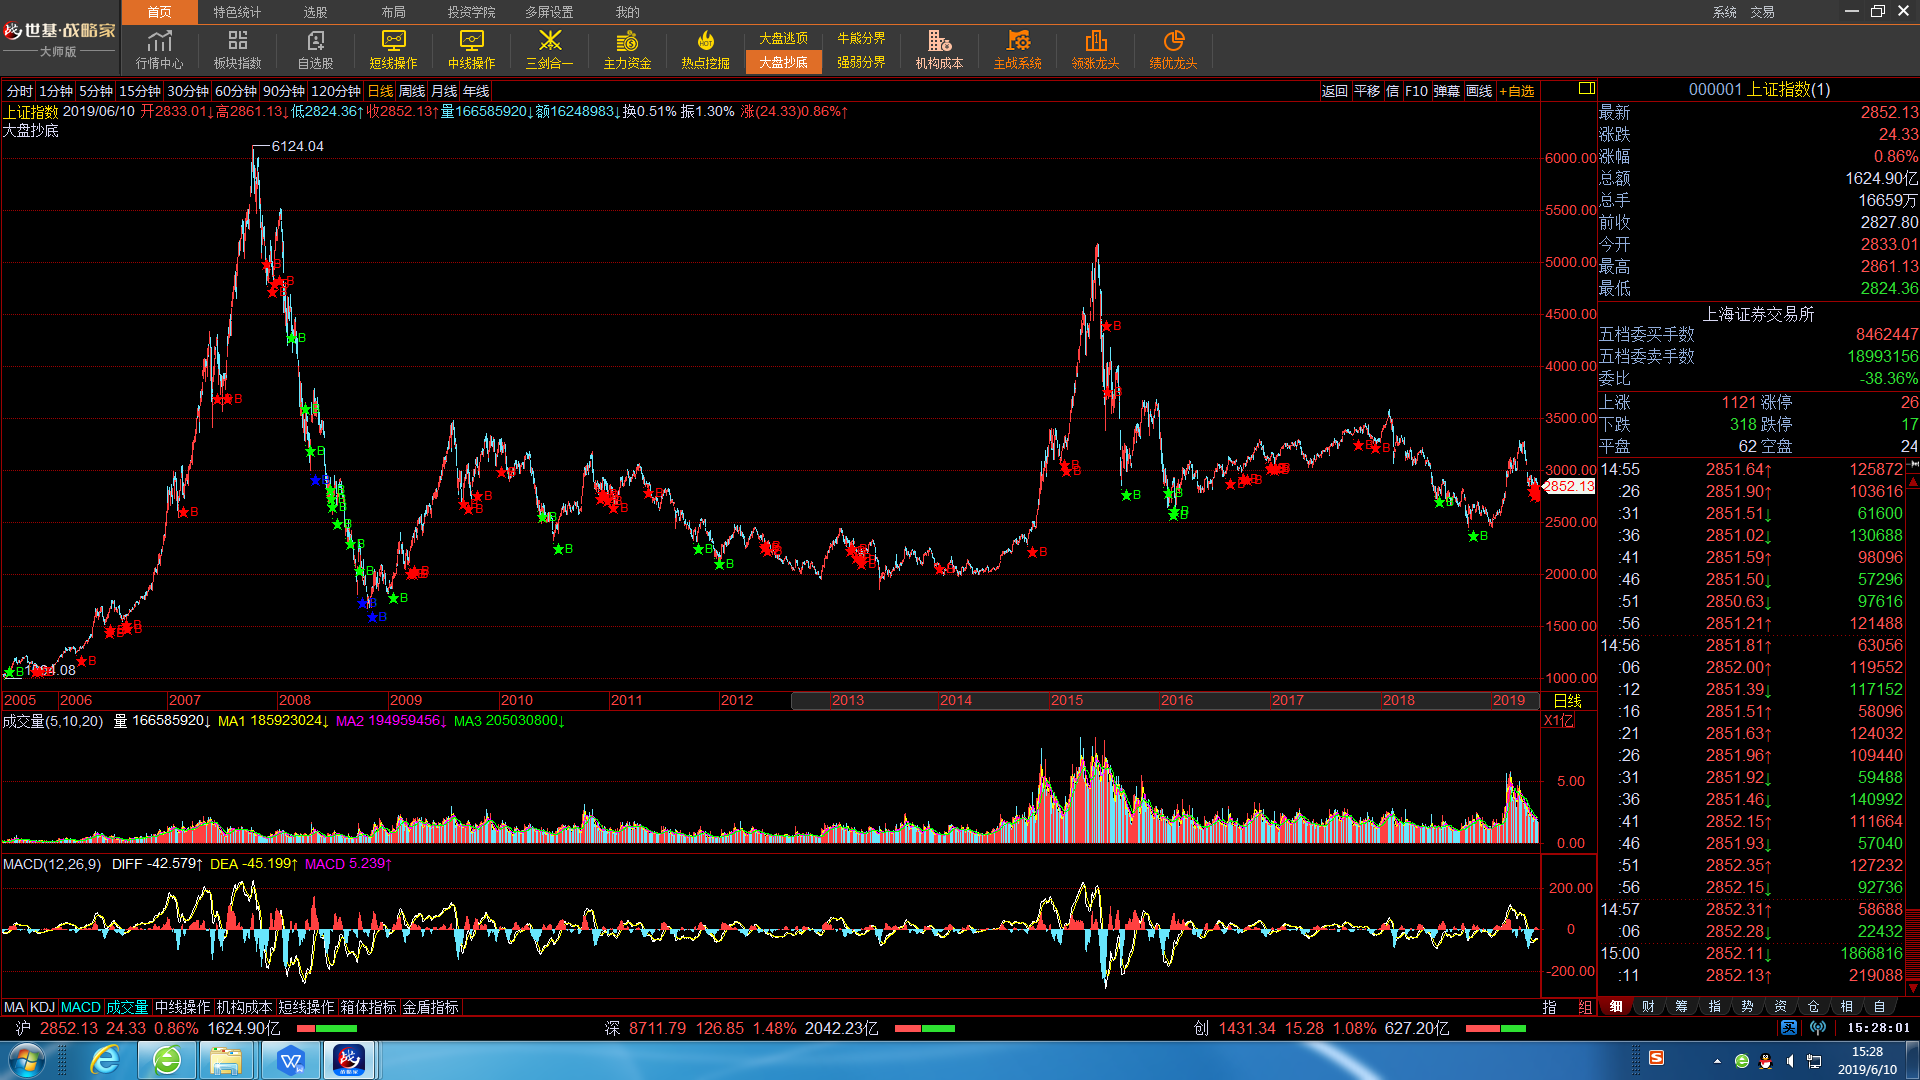 首页 特色统计 选股 布局 投资学院 多屏设置 我的 系统 交易
世基·战略家
大师版
行情中心 板块指数 自选股 短线操作 中线操作 三剑合一 主力资金 热点挖掘 大盘逃顶 牛熊分界 机构成本 主战系统 领涨龙头 绩优龙头
大盘抄底 强弱分界
分时 1分钟 5分钟 15分钟 30分钟 60分钟 90分钟 120分钟 日线 周线 月线 年线 返回 平移 信 F10 弹幕 画线 +自选
上证指数 2019/06/10 开2833.01↓高2861.13↓低2824.36↑收2852.13↑量166585920↓额16248983↓换0.51% 振1.30% 涨(24.33)0.86%↑
大盘抄底
6124.04
6000.00
5500.00
5000.00
4500.00
4000.00
3500.00
3000.00
2852.13
2500.00
2000.00
1500.00
1000.00
2005 2006 2007 2008 2009 2010 2011 2012 2013 2014 2015 2016 2017 2018 2019 日线
成交量(5,10,20) 量 166585920↓ MA1 185923024↓ MA2 194959456↓ MA3 205030800↓ X1亿
5.00
0.00
MACD(12,26,9) DIFF -42.579↑ DEA -45.199↑ MACD 5.239↑
200.00
0
-200.00
MA KDJ MACD 成交量 中线操作 机构成本 短线操作 箱体指标 金盾指标 指 组
000001 上证指数(1)
最新 2852.13
涨跌 24.33
涨幅 0.86%
总额 1624.90亿
总手 16659万
前收 2827.80
今开 2833.01
最高 2861.13
最低 2824.36
上海证券交易所
五档委买手数 8462447
五档委卖手数 18993156
委比 -38.36%
上涨 1121 涨停 26
下跌 318 跌停 17
平盘 62 空盘 24
14:55 2851.64↑ 125872
:26 2851.90↑ 103616
:31 2851.51↓ 61600
:36 2851.02↓ 130688
:41 2851.59↑ 98096
:46 2851.50↓ 57296
:51 2850.63↓ 97616
:56 2851.21↑ 121488
14:56 2851.81↑ 63056
:06 2852.00↑ 119552
:12 2851.39↓ 117152
:16 2851.51↑ 58096
:21 2851.63↑ 124032
:26 2851.96↑ 109440
:31 2851.92↓ 59488
:36 2851.46↓ 140992
:41 2852.15↑ 111664
:46 2851.93↓ 57040
:51 2852.35↑ 127232
:56 2852.15↓ 92736
14:57 2852.31↑ 58688
:06 2852.28↓ 22432
15:00 2852.11↓ 1866816
:11 2852.13↑ 219088
细 财 筹 指 势 资 仓 相 自
沪 2852.13 24.33 0.86% 1624.90亿 深 8711.79 126.85 1.48% 2042.23亿 创 1431.34 15.28 1.08% 627.20亿 买 15:28:01
15:28
2019/6/10